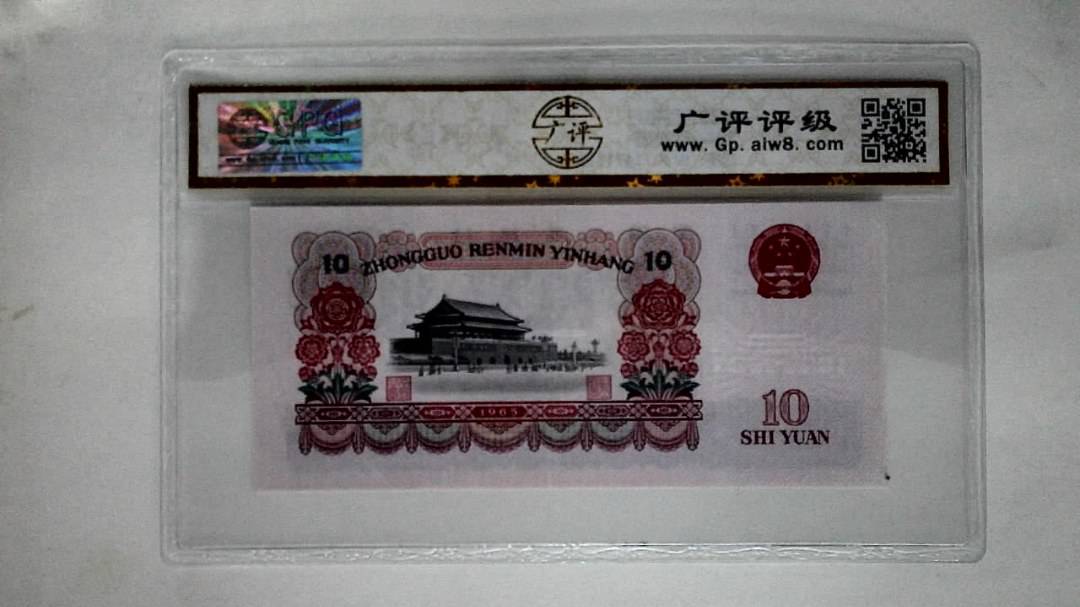 GPG
广评
广评评级
www.Gp.aiw8.com
10 ZHONGGUO RENMIN YINHANG 10
1965
10
SHI YUAN